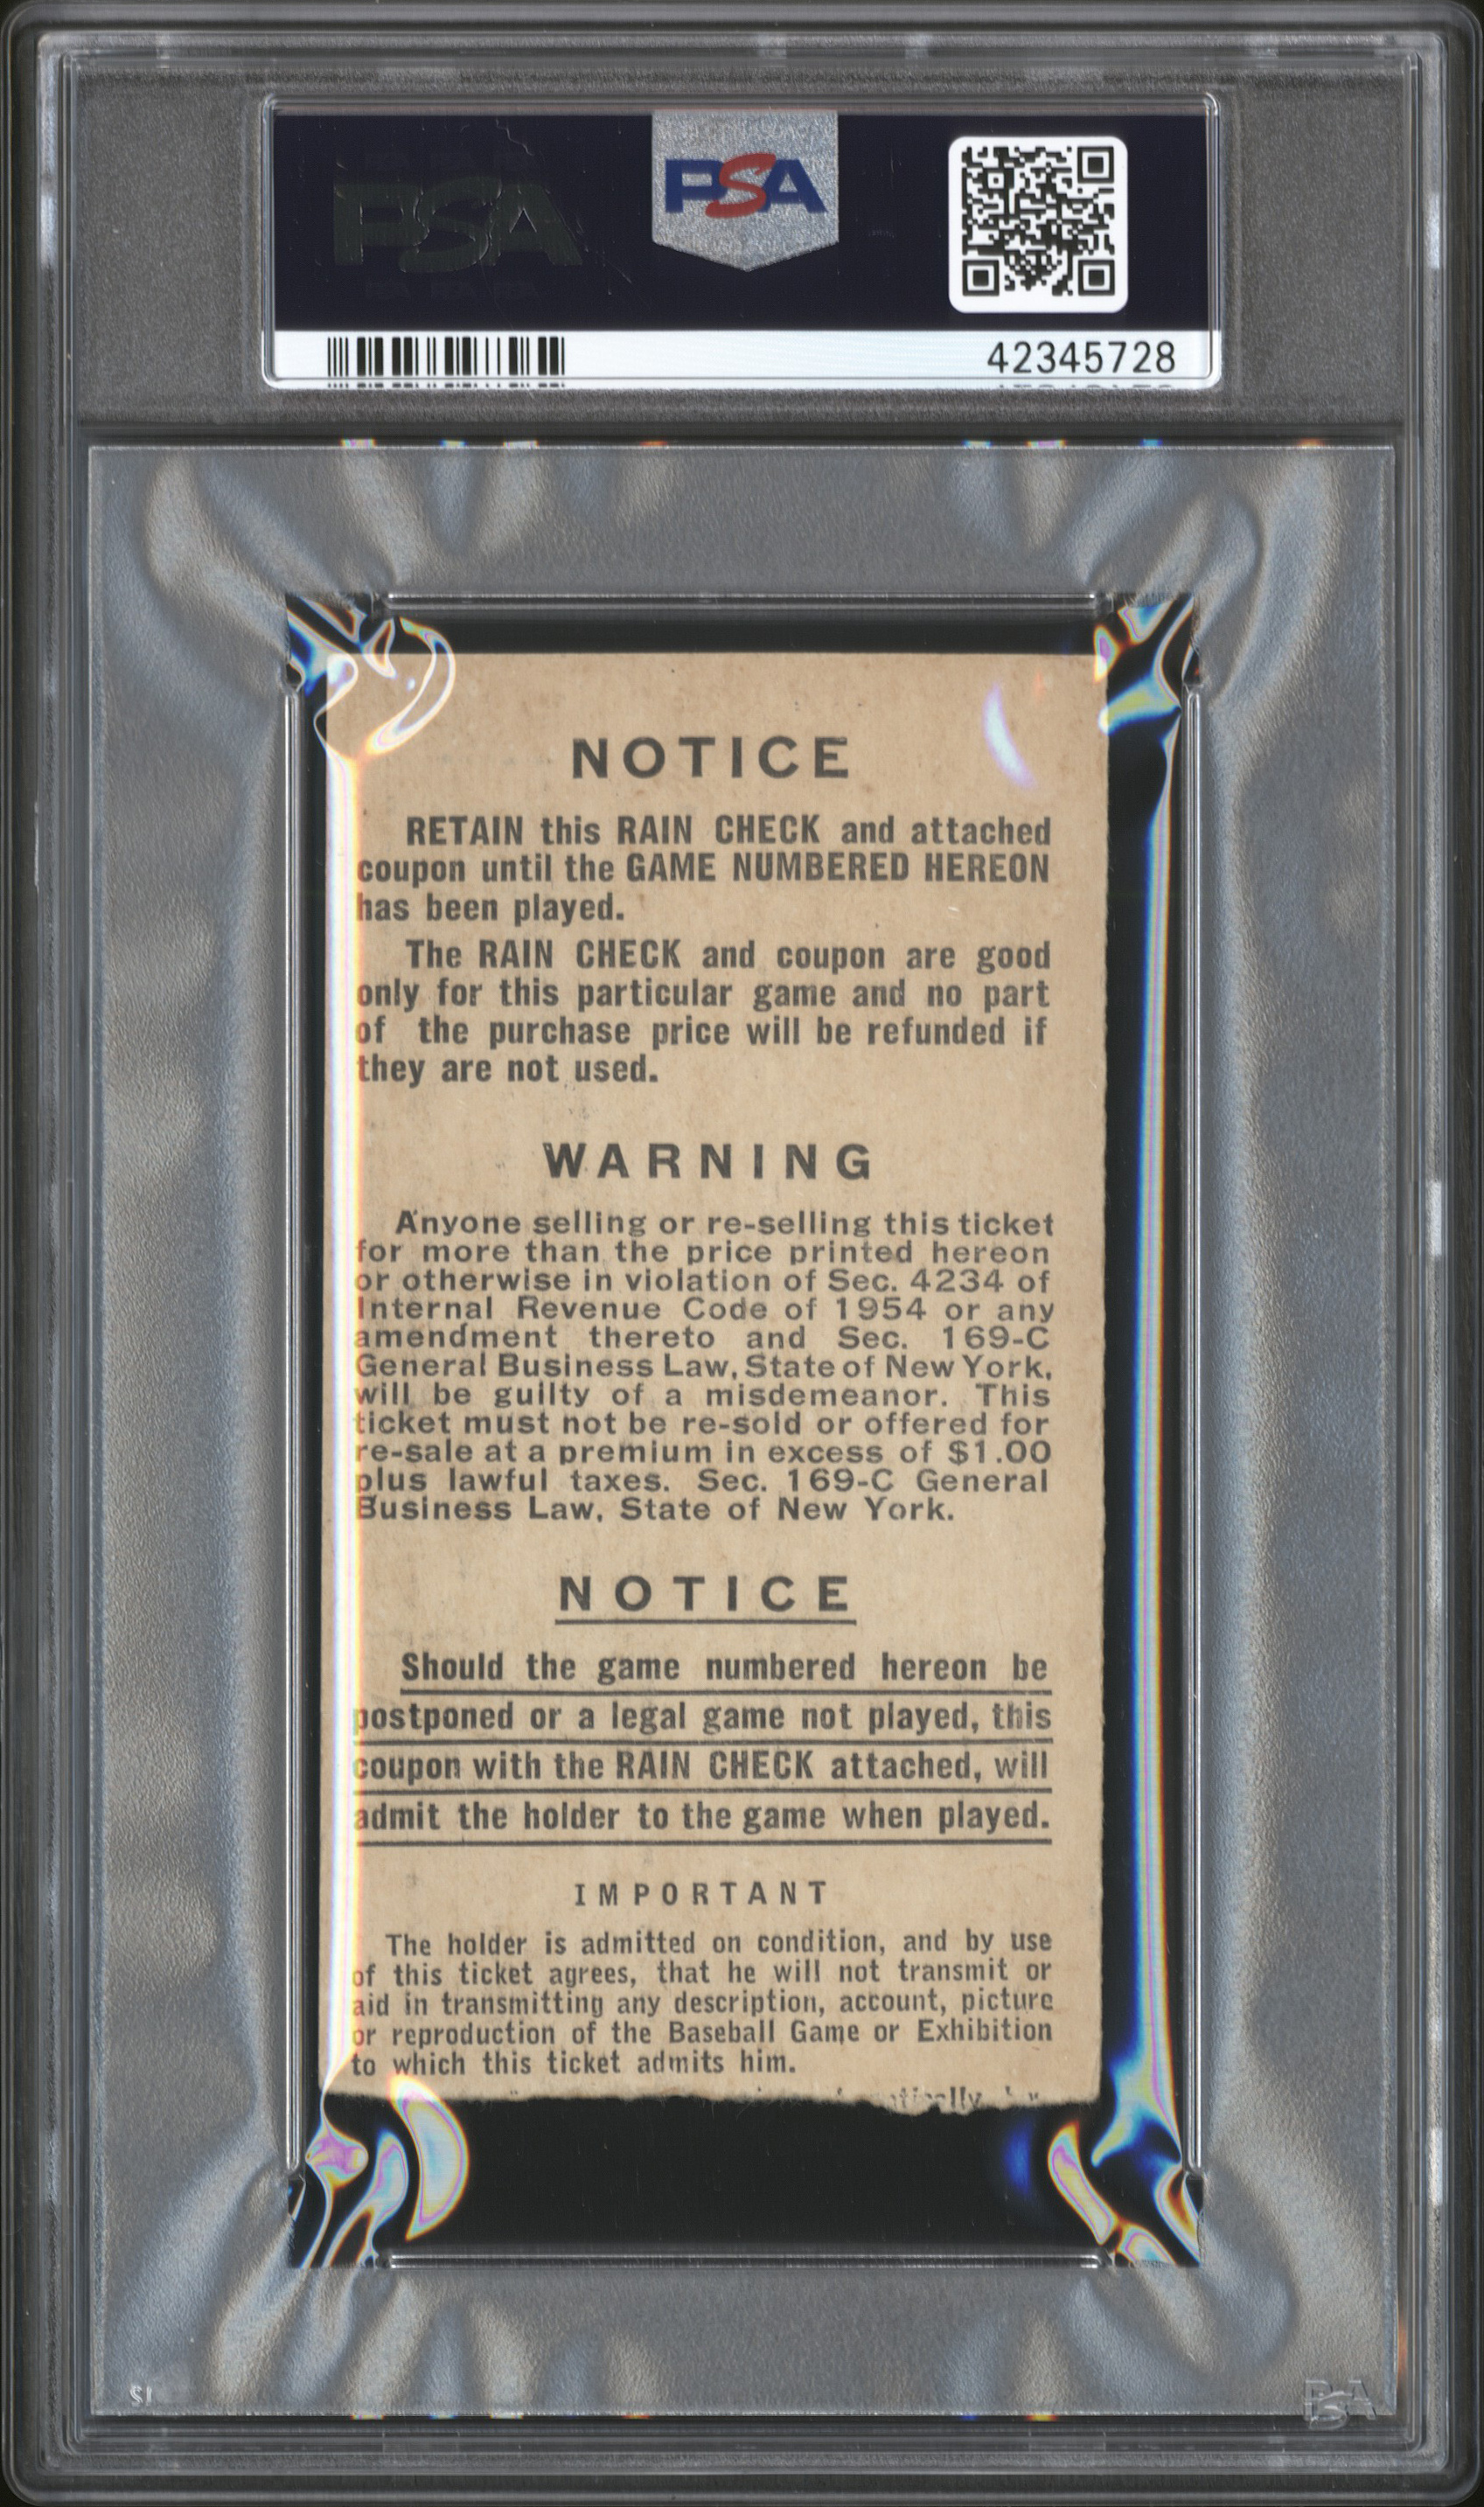 PSA
PSA
42345728
NOTICE
RETAIN this RAIN CHECK and attached
coupon until the GAME NUMBERED HEREON
has been played.
The RAIN CHECK and coupon are good
only for this particular game and no part
of the purchase price will be refunded if
they are not used.
WARNING
Anyone selling or re-selling this ticket
for more than the price printed hereon
or otherwise in violation of Sec. 4234 of
Internal Revenue Code of 1954 or any
amendment thereto and Sec. 169-C
General Business Law, State of New York,
will be guilty of a misdemeanor. This
ticket must not be re-sold or offered for
re-sale at a premium in excess of $1.00
plus lawful taxes. Sec. 169-C General
Business Law, State of New York.
NOTICE
Should the game numbered hereon be
postponed or a legal game not played, this
coupon with the RAIN CHECK attached, will
admit the holder to the game when played.
IMPORTANT
The holder is admitted on condition, and by use
of this ticket agrees, that he will not transmit or
aid in transmitting any description, account, picture
or reproduction of the Baseball Game or Exhibition
to which this ticket admits him.
PSA